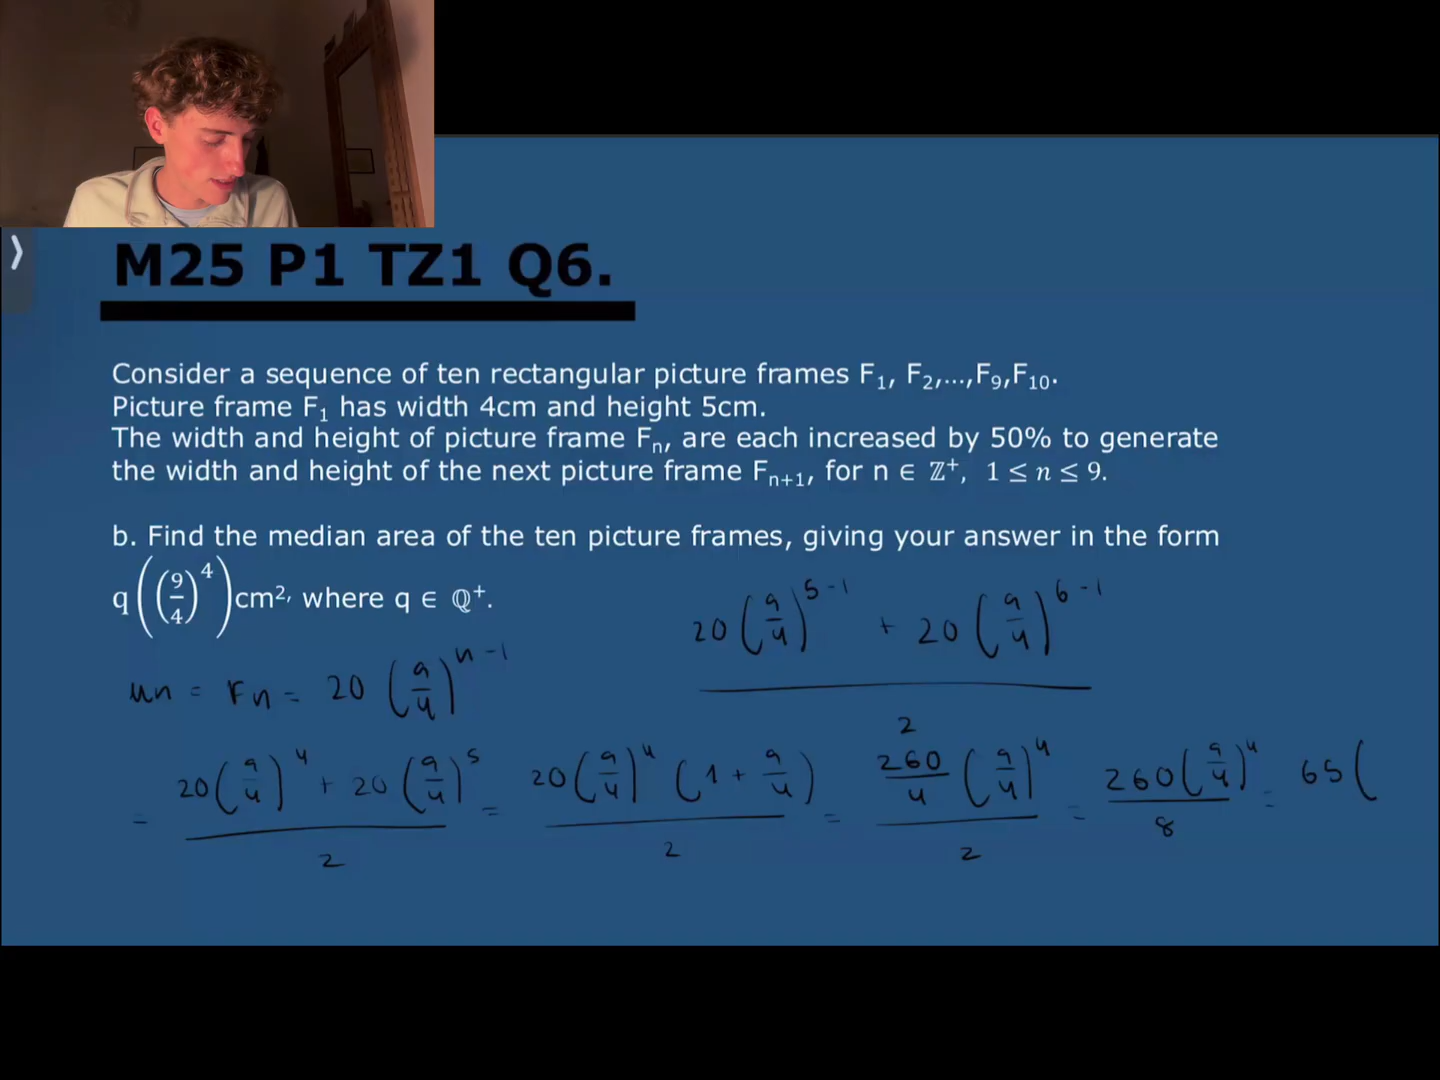 M25 P1 TZ1 Q6.
Consider a sequence of ten rectangular picture frames F₁, F₂,...,F₉,F₁₀.
Picture frame F₁ has width 4cm and height 5cm.
The width and height of picture frame Fₙ, are each increased by 50% to generate
the width and height of the next picture frame Fₙ₊₁, for n ∈ ℤ⁺, 1 ≤ n ≤ 9.
b. Find the median area of the ten picture frames, giving your answer in the form
q((9/4)⁴)cm², where q ∈ ℚ⁺.
(20(9/4)^(5-1) + 20(9/4)^(6-1))/2
un = Fn = 20(9/4)^(n-1)
= (20(9/4)^4 + 20(9/4)^5)/2 = (20(9/4)^4 (1 + 9/4))/2 = (260/4 (9/4)^4)/2 = 260(9/4)^4/8 = 65(